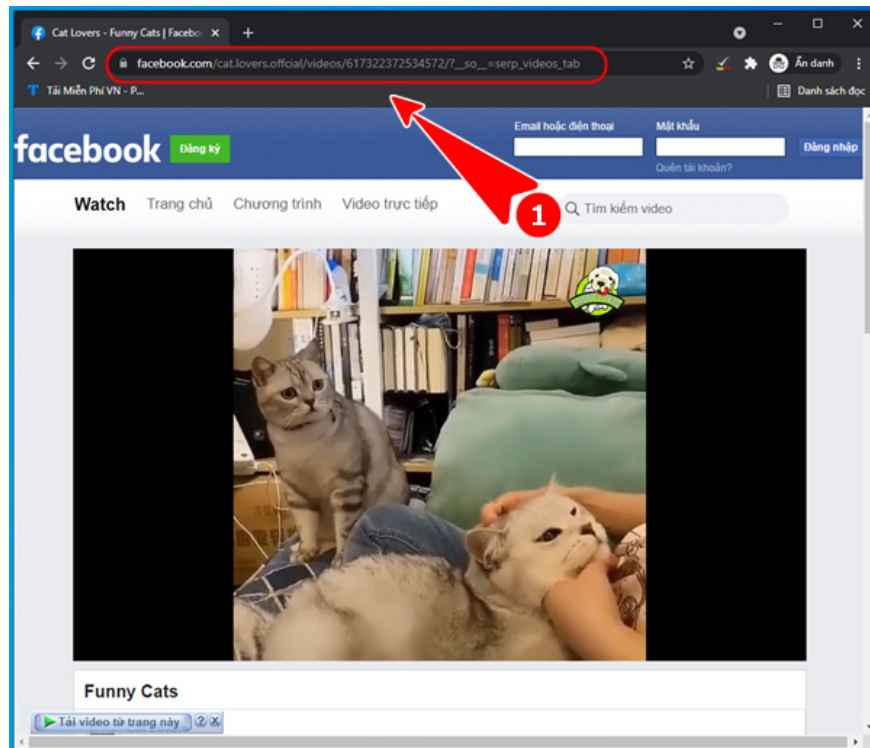 Cat Lovers - Funny Cats | Facebo
facebook.com/cat.lovers.offcial/videos/617322372534572/?__so__=serp_videos_tab
Ẩn danh
Tải Miễn Phí VN - P...
Danh sách đọc
facebook
Đăng ký
Email hoặc điện thoại
Mật khẩu
Đăng nhập
Quên tài khoản?
Watch Trang chủ Chương trình Video trực tiếp
Tìm kiếm video
1
Funny Cats
Tải video từ trang này ? X